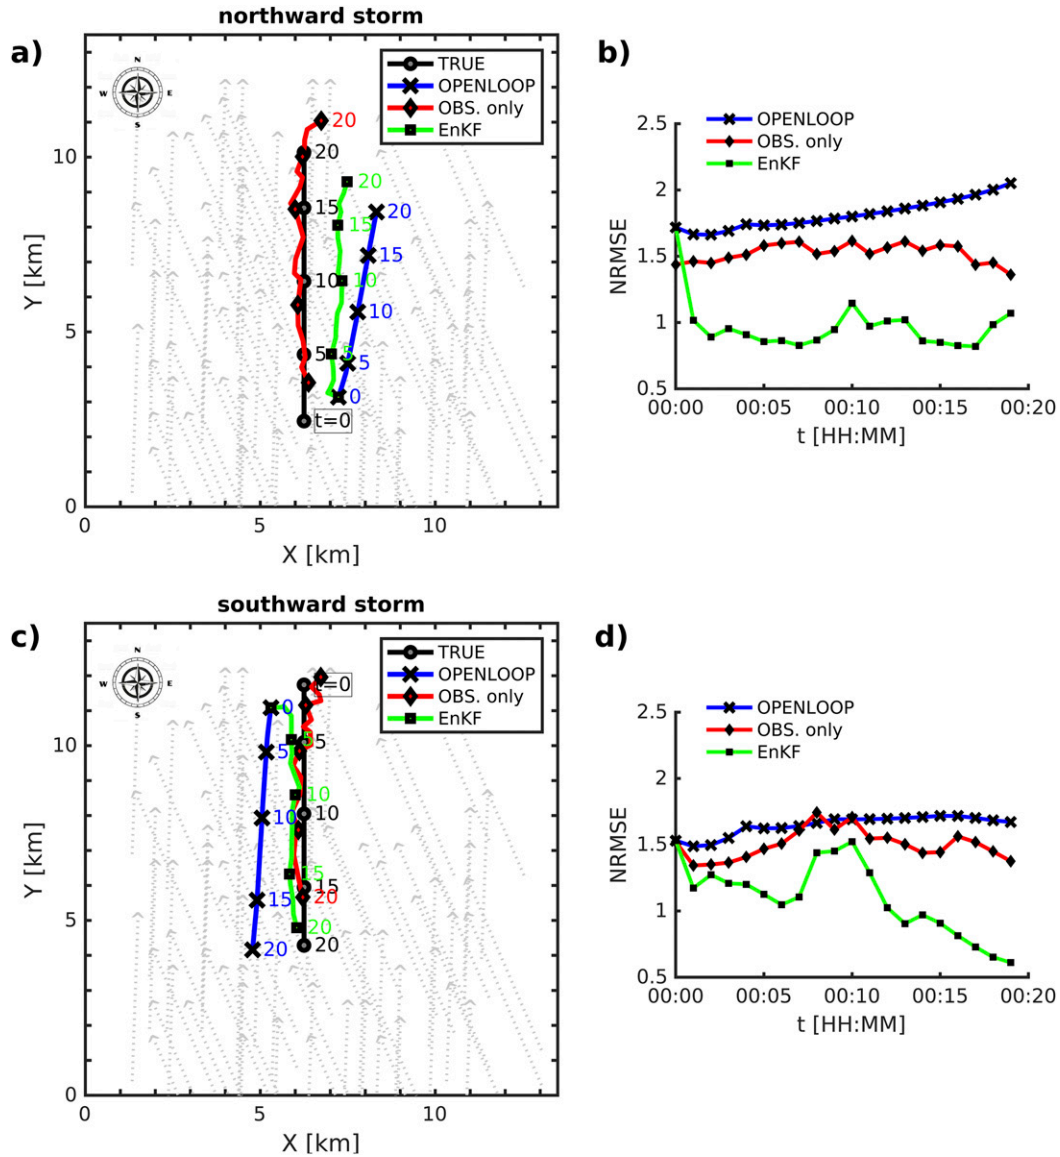 northward storm
a)
N
W E
S
TRUE
OPENLOOP
OBS. only
EnKF
20
20
20
20
15
15
15
10
10
10
5
5
5
0
t=0
10
5
0
0 5 10
Y [km]
X [km]
b)
OPENLOOP
OBS. only
EnKF
2.5
2
1.5
1
0.5
NRMSE
00:00 00:05 00:10 00:15 00:20
t [HH:MM]
southward storm
c)
N
W E
S
TRUE
OPENLOOP
OBS. only
EnKF
0
t=0
5
5
5
10
10
10
15
15
15
20
20
20
20
10
5
0
0 5 10
Y [km]
X [km]
d)
OPENLOOP
OBS. only
EnKF
2.5
2
1.5
1
0.5
NRMSE
00:00 00:05 00:10 00:15 00:20
t [HH:MM]